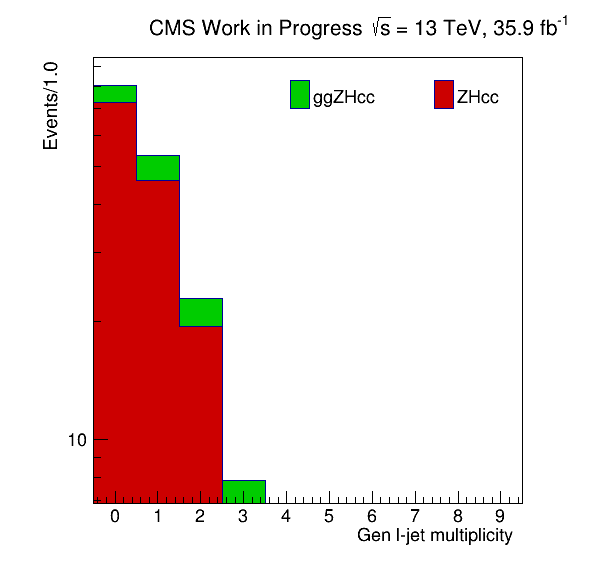 CMS Work in Progress √s = 13 TeV, 35.9 fb⁻¹
Events/1.0
ggZHcc ZHcc
10
0 1 2 3 4 5 6 7 8 9
Gen l-jet multiplicity